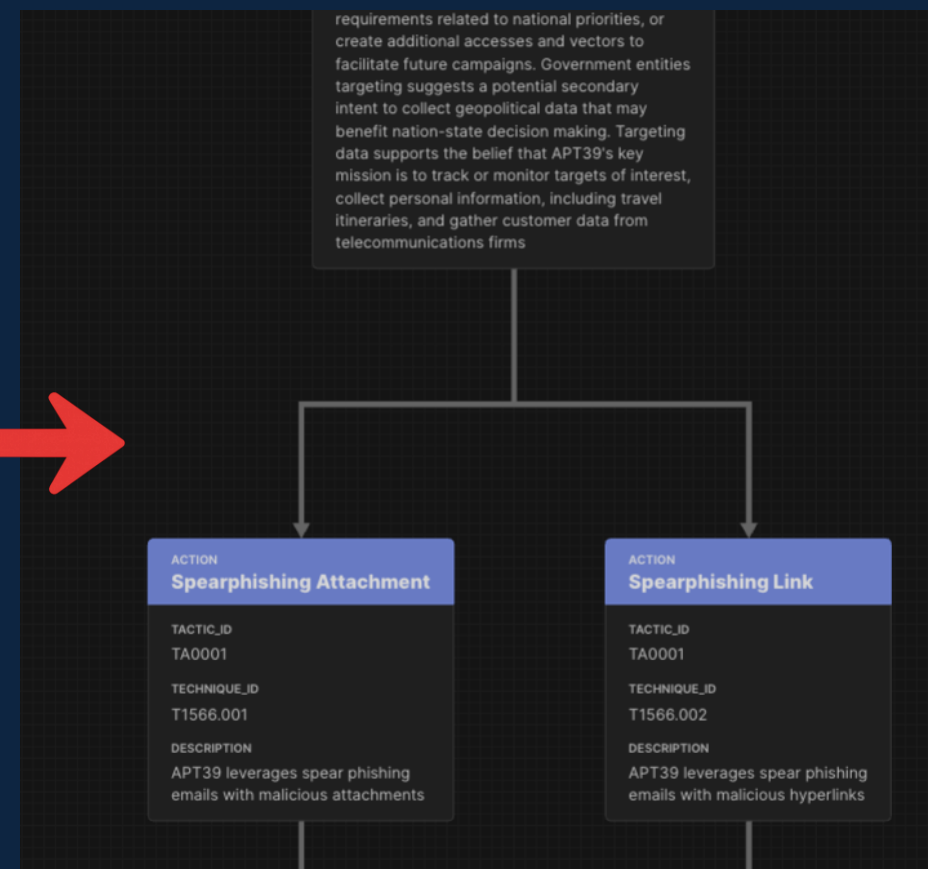 requirements related to national priorities, or
create additional accesses and vectors to
facilitate future campaigns. Government entities
targeting suggests a potential secondary
intent to collect geopolitical data that may
benefit nation-state decision making. Targeting
data supports the belief that APT39's key
mission is to track or monitor targets of interest,
collect personal information, including travel
itineraries, and gather customer data from
telecommunications firms
ACTION
Spearphishing Attachment
TACTIC_ID
TA0001
TECHNIQUE_ID
T1566.001
DESCRIPTION
APT39 leverages spear phishing
emails with malicious attachments
ACTION
Spearphishing Link
TACTIC_ID
TA0001
TECHNIQUE_ID
T1566.002
DESCRIPTION
APT39 leverages spear phishing
emails with malicious hyperlinks